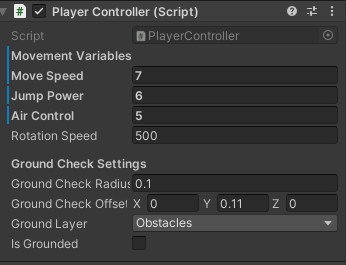 Player Controller (Script)
Script PlayerController
Movement Variables
Move Speed 7
Jump Power 6
Air Control 5
Rotation Speed 500
Ground Check Settings
Ground Check Radius 0.1
Ground Check Offset X 0 Y 0.11 Z 0
Ground Layer Obstacles
Is Grounded